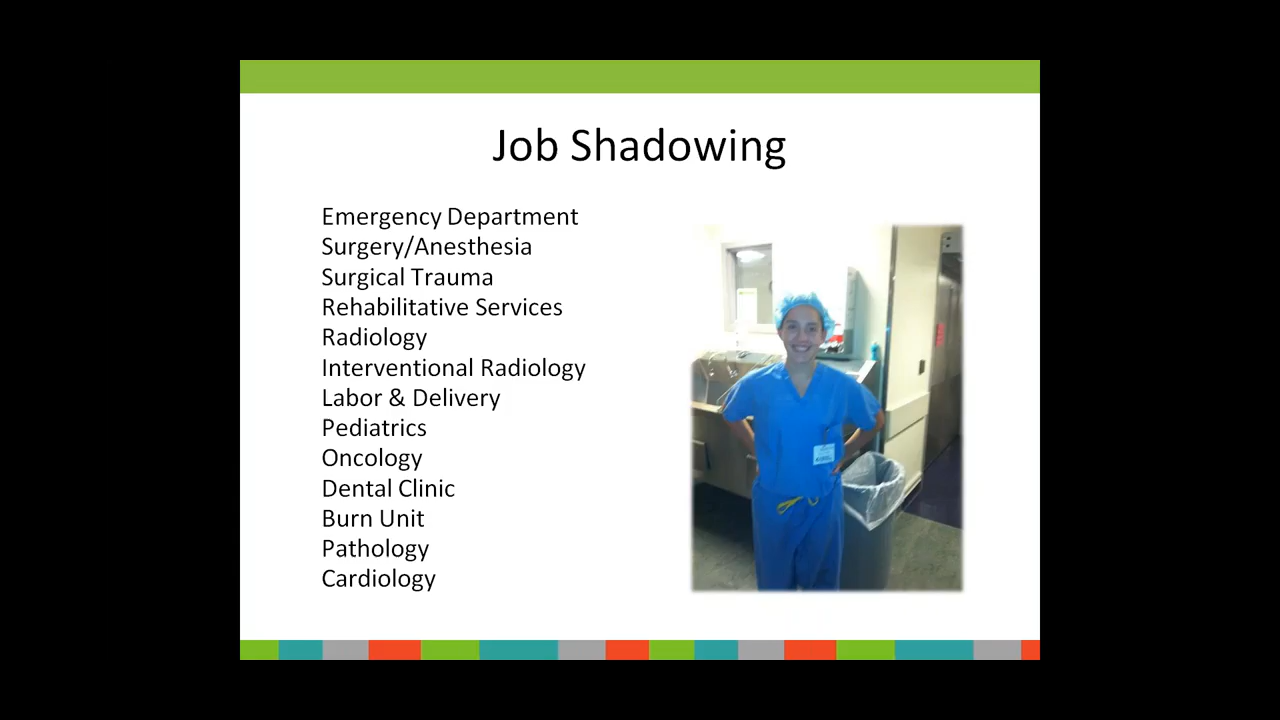 Job Shadowing
Emergency Department
Surgery/Anesthesia
Surgical Trauma
Rehabilitative Services
Radiology
Interventional Radiology
Labor & Delivery
Pediatrics
Oncology
Dental Clinic
Burn Unit
Pathology
Cardiology